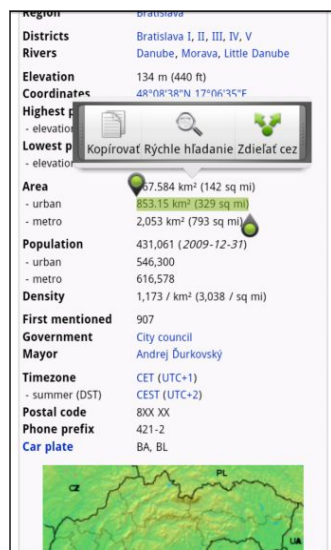 Region Bratislava
Districts Bratislava I, II, III, IV, V
Rivers Danube, Morava, Little Danube
Elevation 134 m (440 ft)
Coordinates 48°08′38″N 17°06′35″E
Highest p
- elevation
Kopírovať Rýchle hľadanie Zdieľať cez
Lowest p
- elevation
Area 67.584 km² (142 sq mi)
- urban 853.15 km² (329 sq mi)
- metro 2,053 km² (793 sq mi)
Population 431,061 (2009-12-31)
- urban 546,300
- metro 616,578
Density 1,173 / km² (3,038 / sq mi)
First mentioned 907
Government City council
Mayor Andrej Ďurkovský
Timezone CET (UTC+1)
- summer (DST) CEST (UTC+2)
Postal code 8XX XX
Phone prefix 421-2
Car plate BA, BL
CZ
PL
UA